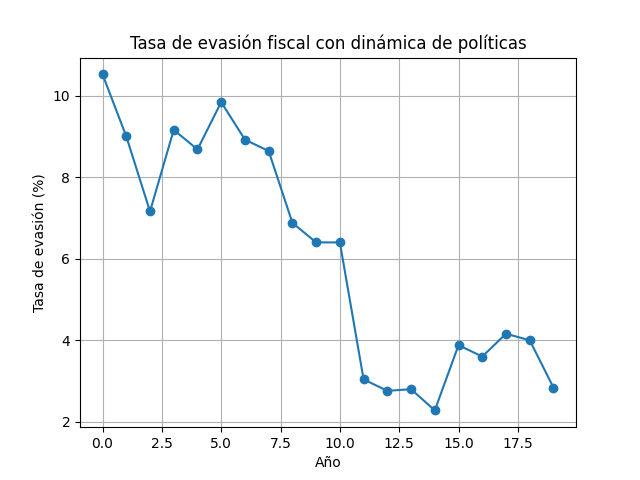 Tasa de evasión fiscal con dinámica de políticas
Tasa de evasión (%)
10
8
6
4
2
0.0 2.5 5.0 7.5 10.0 12.5 15.0 17.5
Año